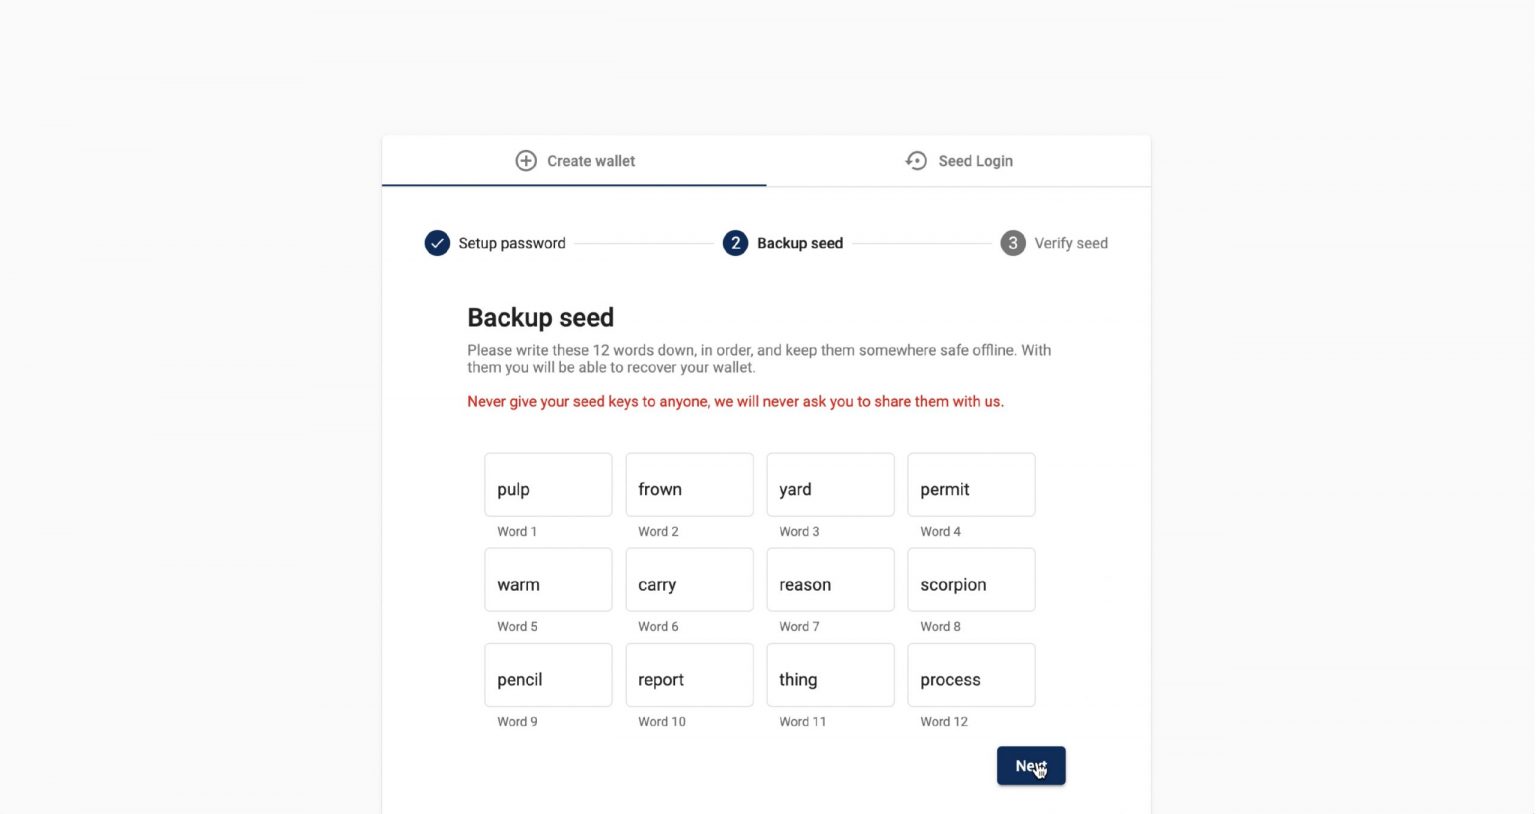 Create wallet
Seed Login
Setup password
2 Backup seed
3 Verify seed
Backup seed
Please write these 12 words down, in order, and keep them somewhere safe offline. With
them you will be able to recover your wallet.
Never give your seed keys to anyone, we will never ask you to share them with us.
pulp frown yard permit
Word 1 Word 2 Word 3 Word 4
warm carry reason scorpion
Word 5 Word 6 Word 7 Word 8
pencil report thing process
Word 9 Word 10 Word 11 Word 12
Next